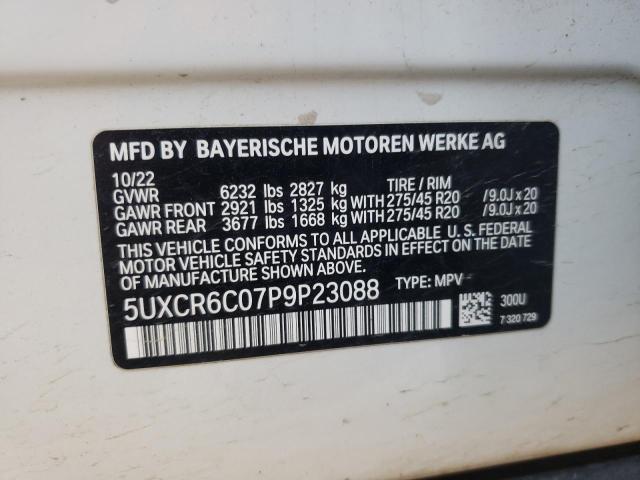 MFD BY BAYERISCHE MOTOREN WERKE AG
10/22
GVWR 6232 lbs 2827 kg TIRE / RIM
GAWR FRONT 2921 lbs 1325 kg WITH 275/45 R20 / 9.0J x 20
GAWR REAR 3677 lbs 1668 kg WITH 275/45 R20 / 9.0J x 20
THIS VEHICLE CONFORMS TO ALL APPLICABLE U. S. FEDERAL
MOTOR VEHICLE SAFETY STANDARDS IN EFFECT ON THE DATE
OF MANUFACTURE SHOWN ABOVE.
5UXCR6C07P9P23088 TYPE: MPV
300U
7 320 729